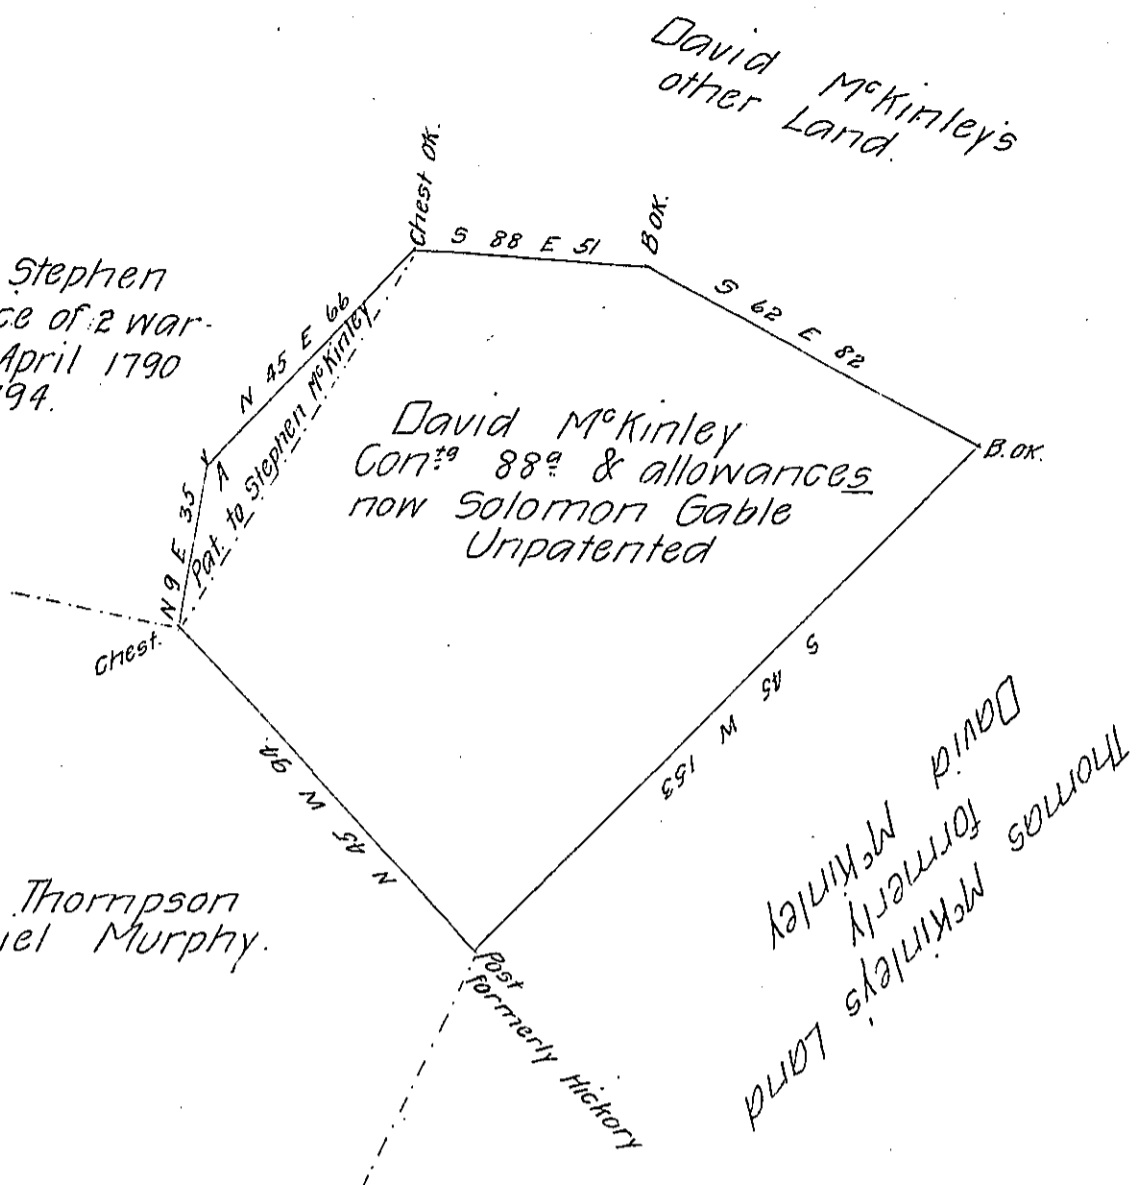 David McKinley's
other Land.
Chest OK.
S 88 E 51
B OK.
S 62 E 82
B. OK.
Stephen
ce of 2 war-
April 1790
94.
N 45 E 66
Pat. to Stephen McKinley
A
N 9 E 35
Chest.
David McKinley
Contg 88a & allowances
now Solomon Gable
Unpatented
S 45 W 153
N 45 W 94
Thompson
iel Murphy.
Post
formerly Hickory
Thomas McKinley's Land
formerly
David McKinley